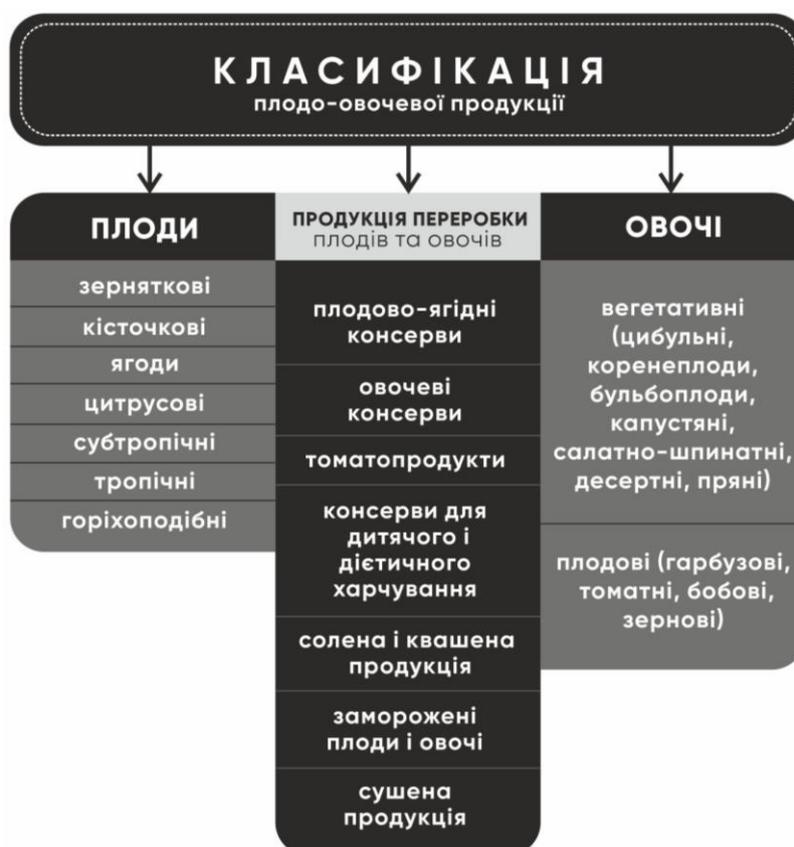 КЛАСИФІКАЦІЯ
плодо-овочевої продукції
ПЛОДИ
зерняткові
кісточкові
ягоди
цитрусові
субтропічні
тропічні
горіхоподібні
ПРОДУКЦІЯ ПЕРЕРОБКИ
плодів та овочів
плодово-ягідні
консерви
овочеві
консерви
томатопродукти
консерви для
дитячого і
дієтичного
харчування
солена і квашена
продукція
заморожені
плоди і овочі
сушена
продукція
ОВОЧІ
вегетативні
(цибульні,
коренеплоди,
бульбоплоди,
капустяні,
салатно-шпинатні,
десертні, пряні)
плодові (гарбузові,
томатні, бобові,
зернові)